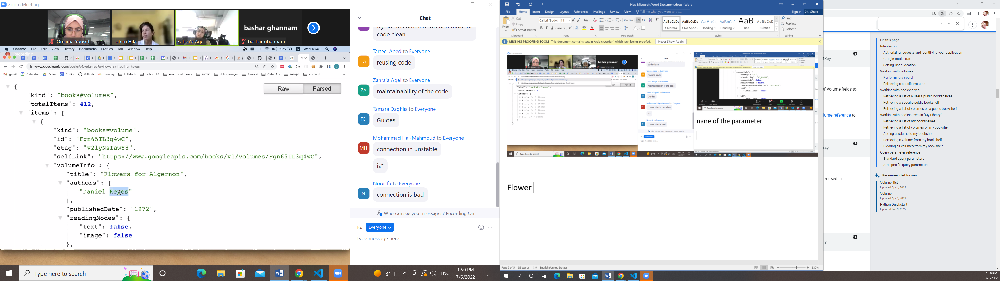 Zoom Meeting
Omama Yousef
Lotem Hiki
Zahra'a Aqel
bashar ghannam
bashar ghannam
Chrome File Edit View History Bookmarks Profiles Tab Window Help
69% Wed 13:48
www.googleapis.com/books/v1/volumes?q=flowers+inauthor:keyes
gmail Calendar Drive Codio GitHub monday fullstack cohort 23 mac for students מיונים Job manager Rawabi CyberArk לקוחות content
Raw Parsed
{
"kind": "books#volumes",
"totalItems": 412,
"items": [
{
"kind": "books#volume",
"id": "Fgn65IL3q4wC",
"etag": "v2lyNsIawY8",
"selfLink": "https://www.googleapis.com/books/v1/volumes/Fgn65IL3q4wC",
"volumeInfo": {
"title": "Flowers for Algernon",
"authors": [
"Daniel Keyes"
],
"publishedDate": "1972",
"readingModes": {
"text": false,
"image": false
},
Chat
try not to comment XD and make ur
code clean
Tarteel Abed to Everyone
TA
reusing code
Zahra'a Aqel to Everyone
ZA
maintainability of the code
Tamara Daghlis to Everyone
TD
Guides
Mohammad Haj-Mahmoud to Everyone
MH
connection in unstable
is*
Noor-fa to Everyone
N
connection is bad
Who can see your messages? Recording On
To: Everyone
Type message here...
Type here to search
81°F ENG
1:50 PM
7/6/2022
New Microsoft Word Document.docx - Word
File Home Insert Design Layout References Mailings Review View Tell me what you want to do... Sign in Share
Paste
Cut
Copy
Format Painter
Calibri (Body) 11
AaBbCcDc AaBbCcDc AaBbCc AaBbCcE AaB AaBbCcD
¶ Normal ¶ No Spac... Heading 1 Heading 2 Title Subtitle
Find
Replace
Select
Clipboard Font Paragraph Styles Editing
MISSING PROOFING TOOLS This document contains text in Arabic (Jordan) which isn't being proofed. Never Show Again
nane of the parameter
Flower
Page 5 of 5 39 words English (United States)
230%
On this page
Introduction
Authorizing requests and identifying your application
Google Books IDs
Setting User Location
Working with volumes
Performing a search
Retrieving a specific volume
Working with bookshelves
Retrieving a list of a user's public bookshelves
Retrieving a specific public bookshelf
Retrieving a list of volumes on a public bookshelf
Working with bookshelves in "My Library"
Retrieving a list of my bookshelves
Retrieving a list of volumes on my bookshelf
Adding a volume to my bookshelf
Removing a volume from my bookshelf
Clearing all volumes from my bookshelf
Query parameter reference
Standard query parameters
API-specific query parameters
Recommended for you
Volume: list
Updated Apr 4, 2012
Volume
Updated Apr 4, 2012
Python Quickstart
Updated Jun 9, 2022
of Volume fields to
lume reference to
er used in
1:50 PM
7/6/2022